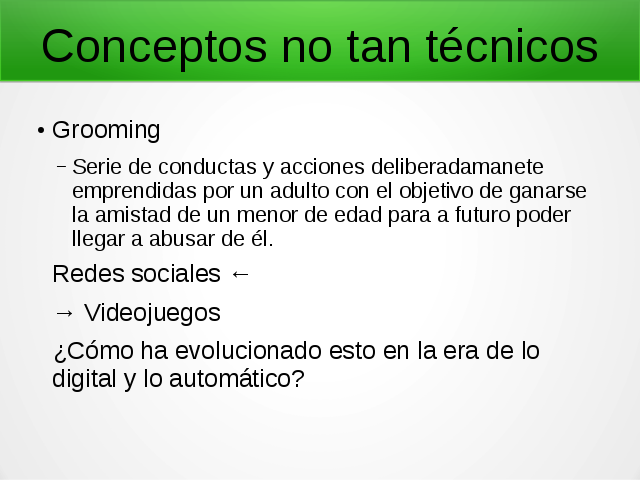 Conceptos no tan técnicos
• Grooming
– Serie de conductas y acciones deliberadamanete
emprendidas por un adulto con el objetivo de ganarse
la amistad de un menor de edad para a futuro poder
llegar a abusar de él.
Redes sociales ←
→ Videojuegos
¿Cómo ha evolucionado esto en la era de lo
digital y lo automático?